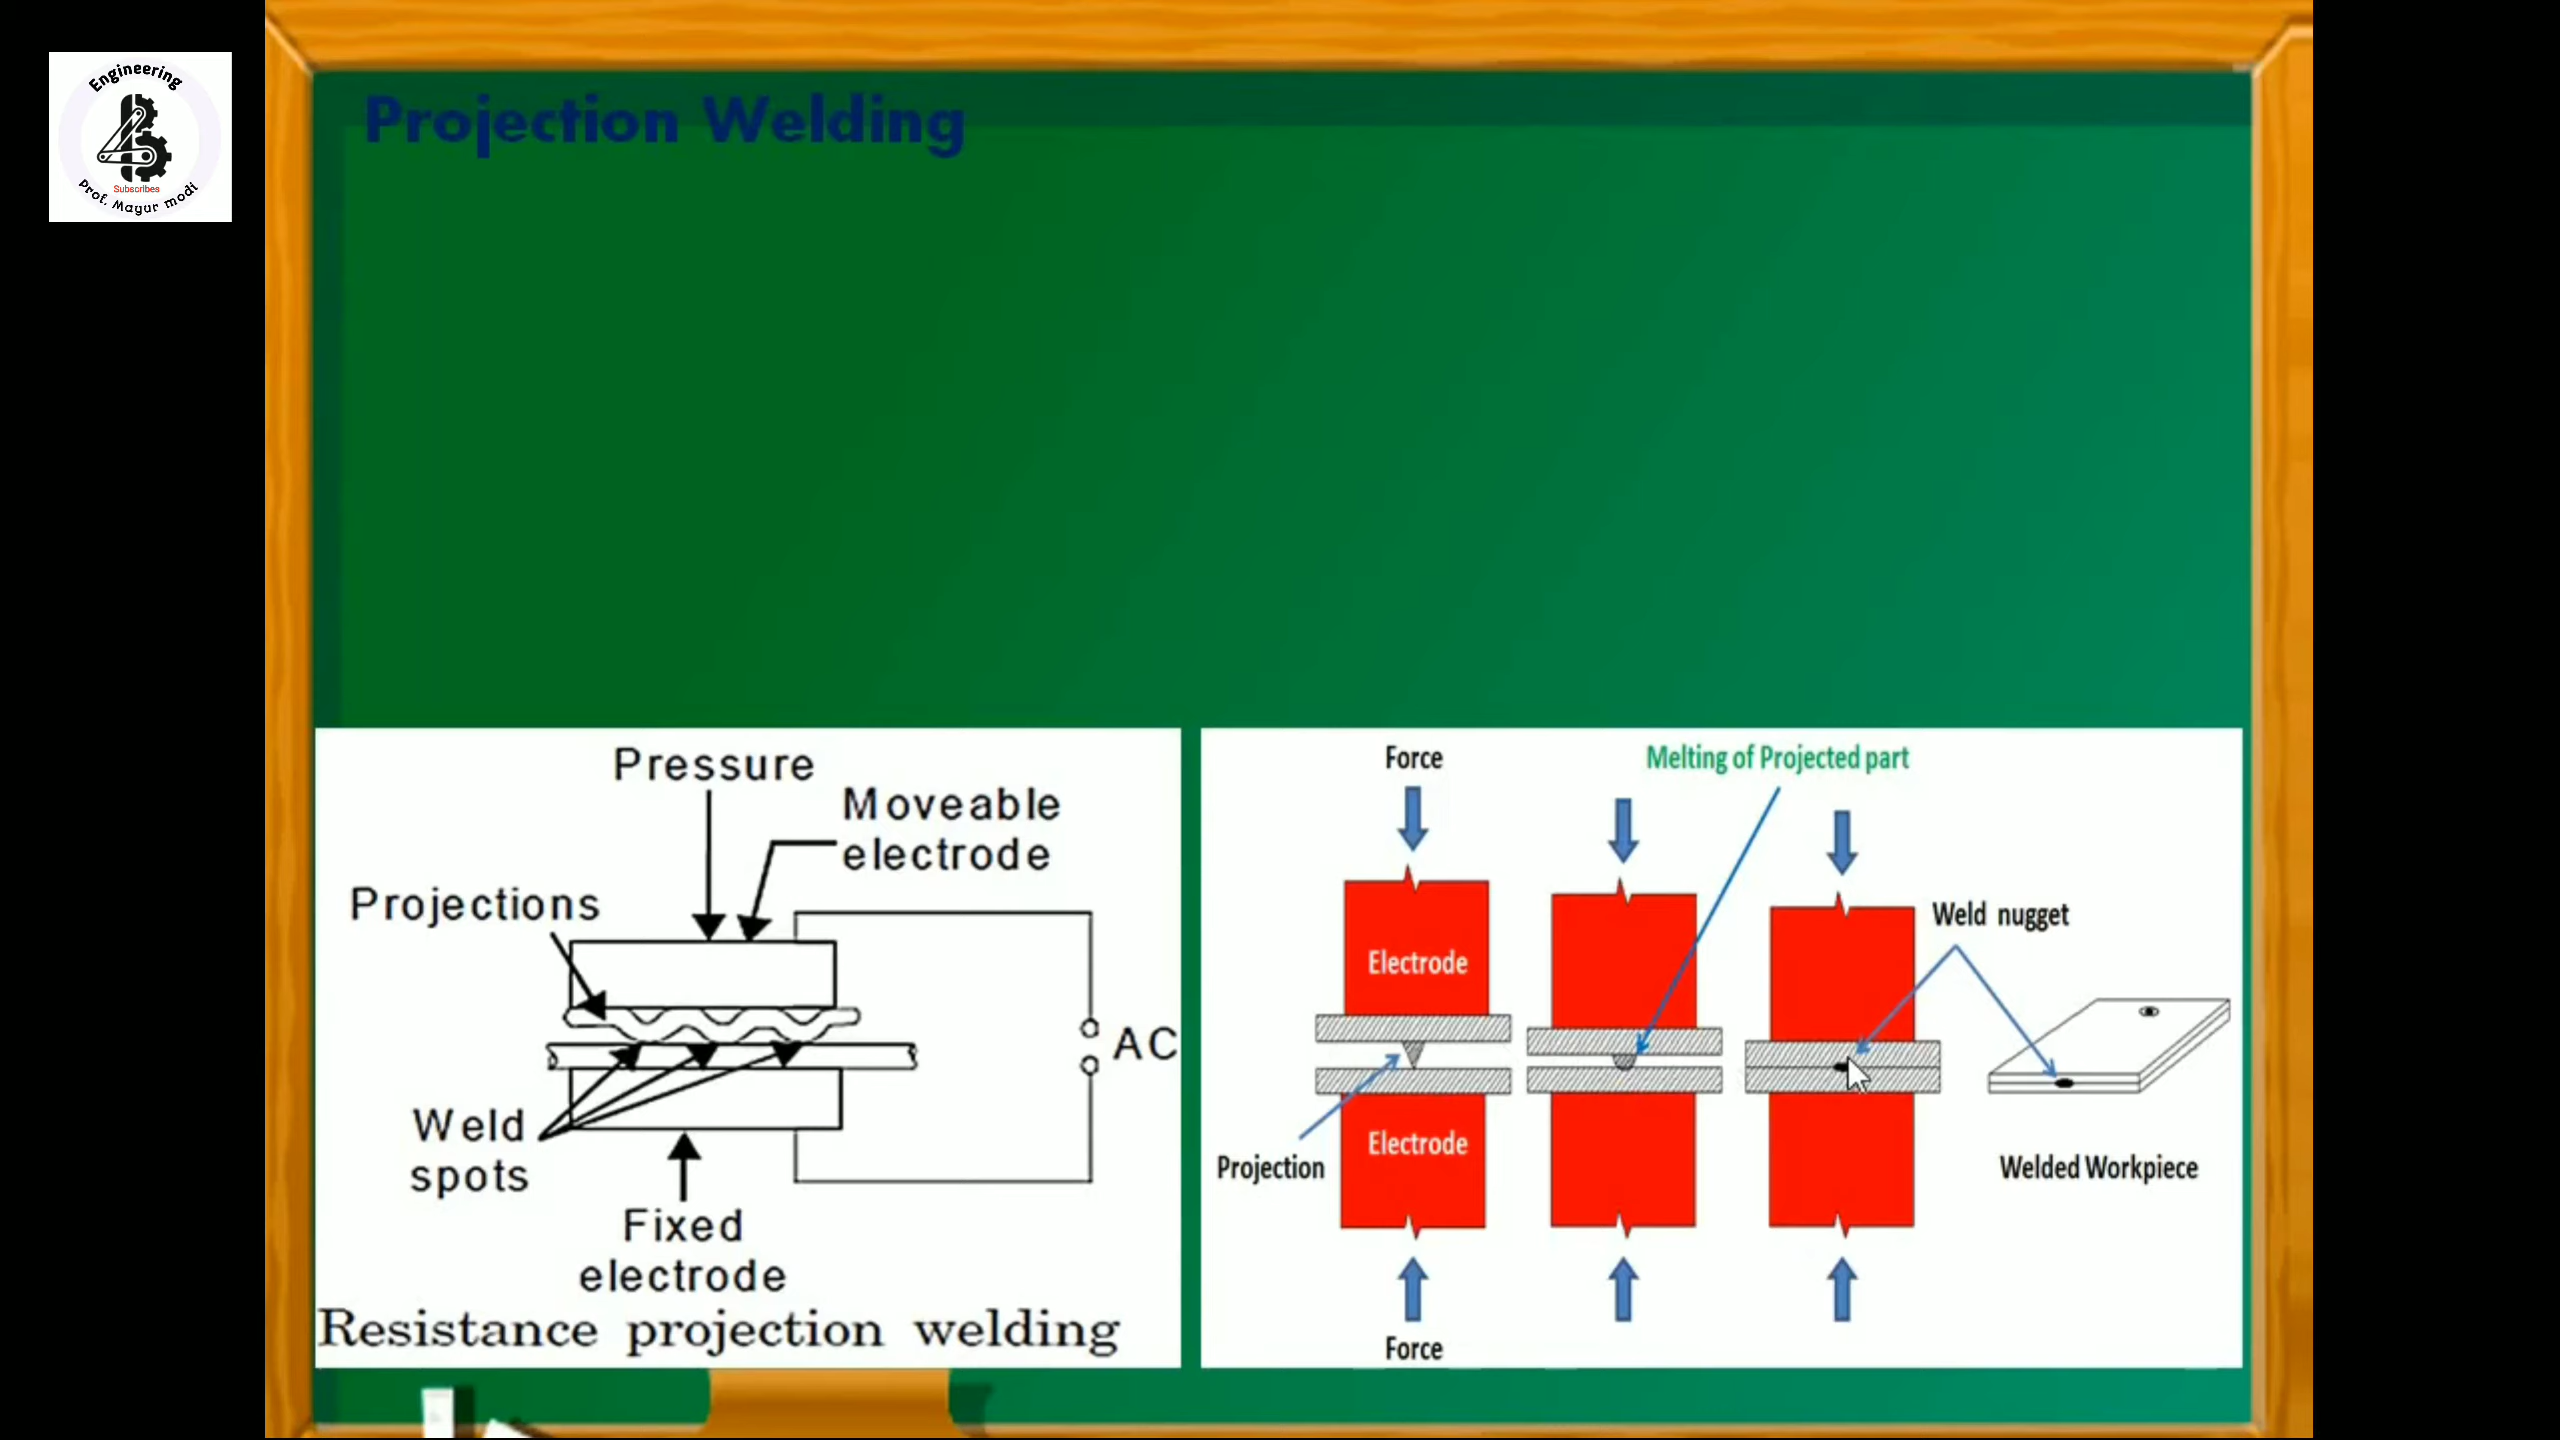 Engineering
Subscribes
Prof. Mayur modi
Projection Welding
Pressure
Moveable
electrode
Projections
AC
Weld
spots
Fixed
electrode
Resistance projection welding
Force
Melting of Projected part
Weld nugget
Electrode
Electrode
Projection
Welded Workpiece
Force